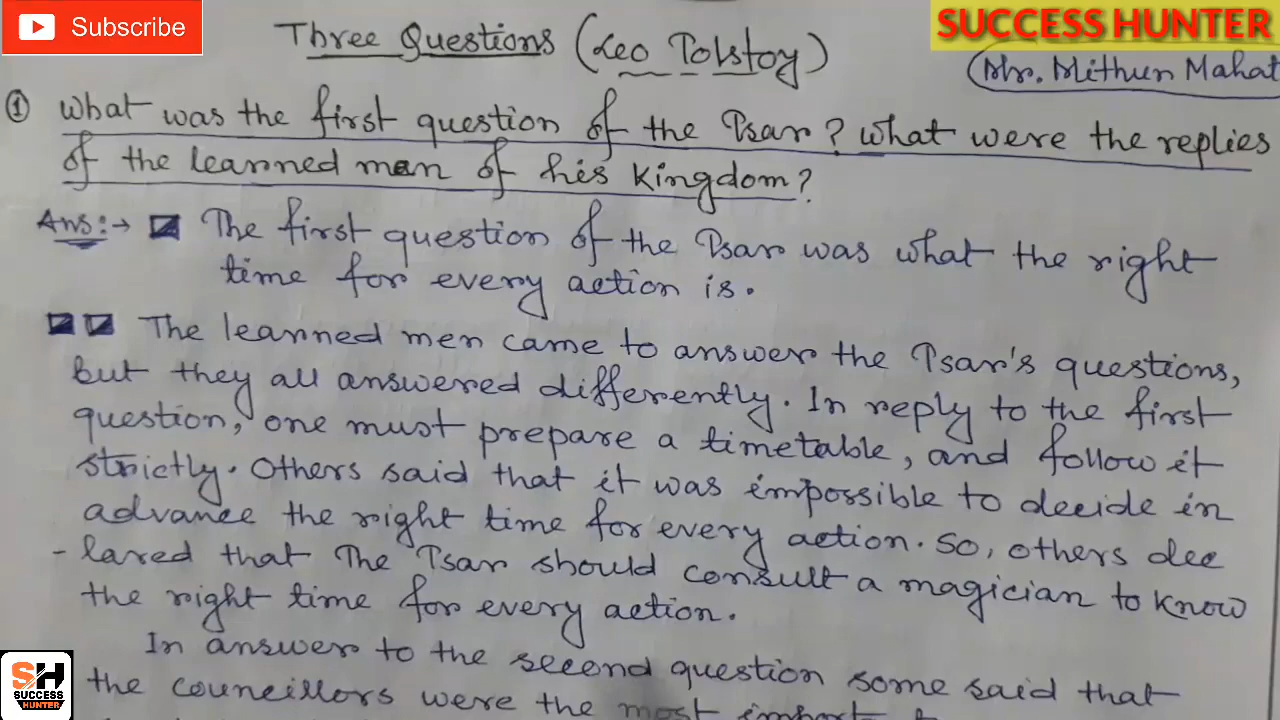 Subscribe
SUCCESS HUNTER
Three Questions (Leo Tolstoy)
(Mr. Mithun Mahat
① What was the first question of the Tsar? What were the replies
of the learned men of his kingdom?
Ans:→ The first question of the Tsar was what the right
time for every action is.
The learned men came to answer the Tsar's questions,
but they all answered differently. In reply to the first
question, one must prepare a timetable, and follow it
strictly. Others said that it was impossible to decide in
advance the right time for every action. So, others dec
-lared that The Tsar should consult a magician to know
the right time for every action.
In answer to the second question some said that
the councillors were the most
SH
SUCCESS
HUNTER